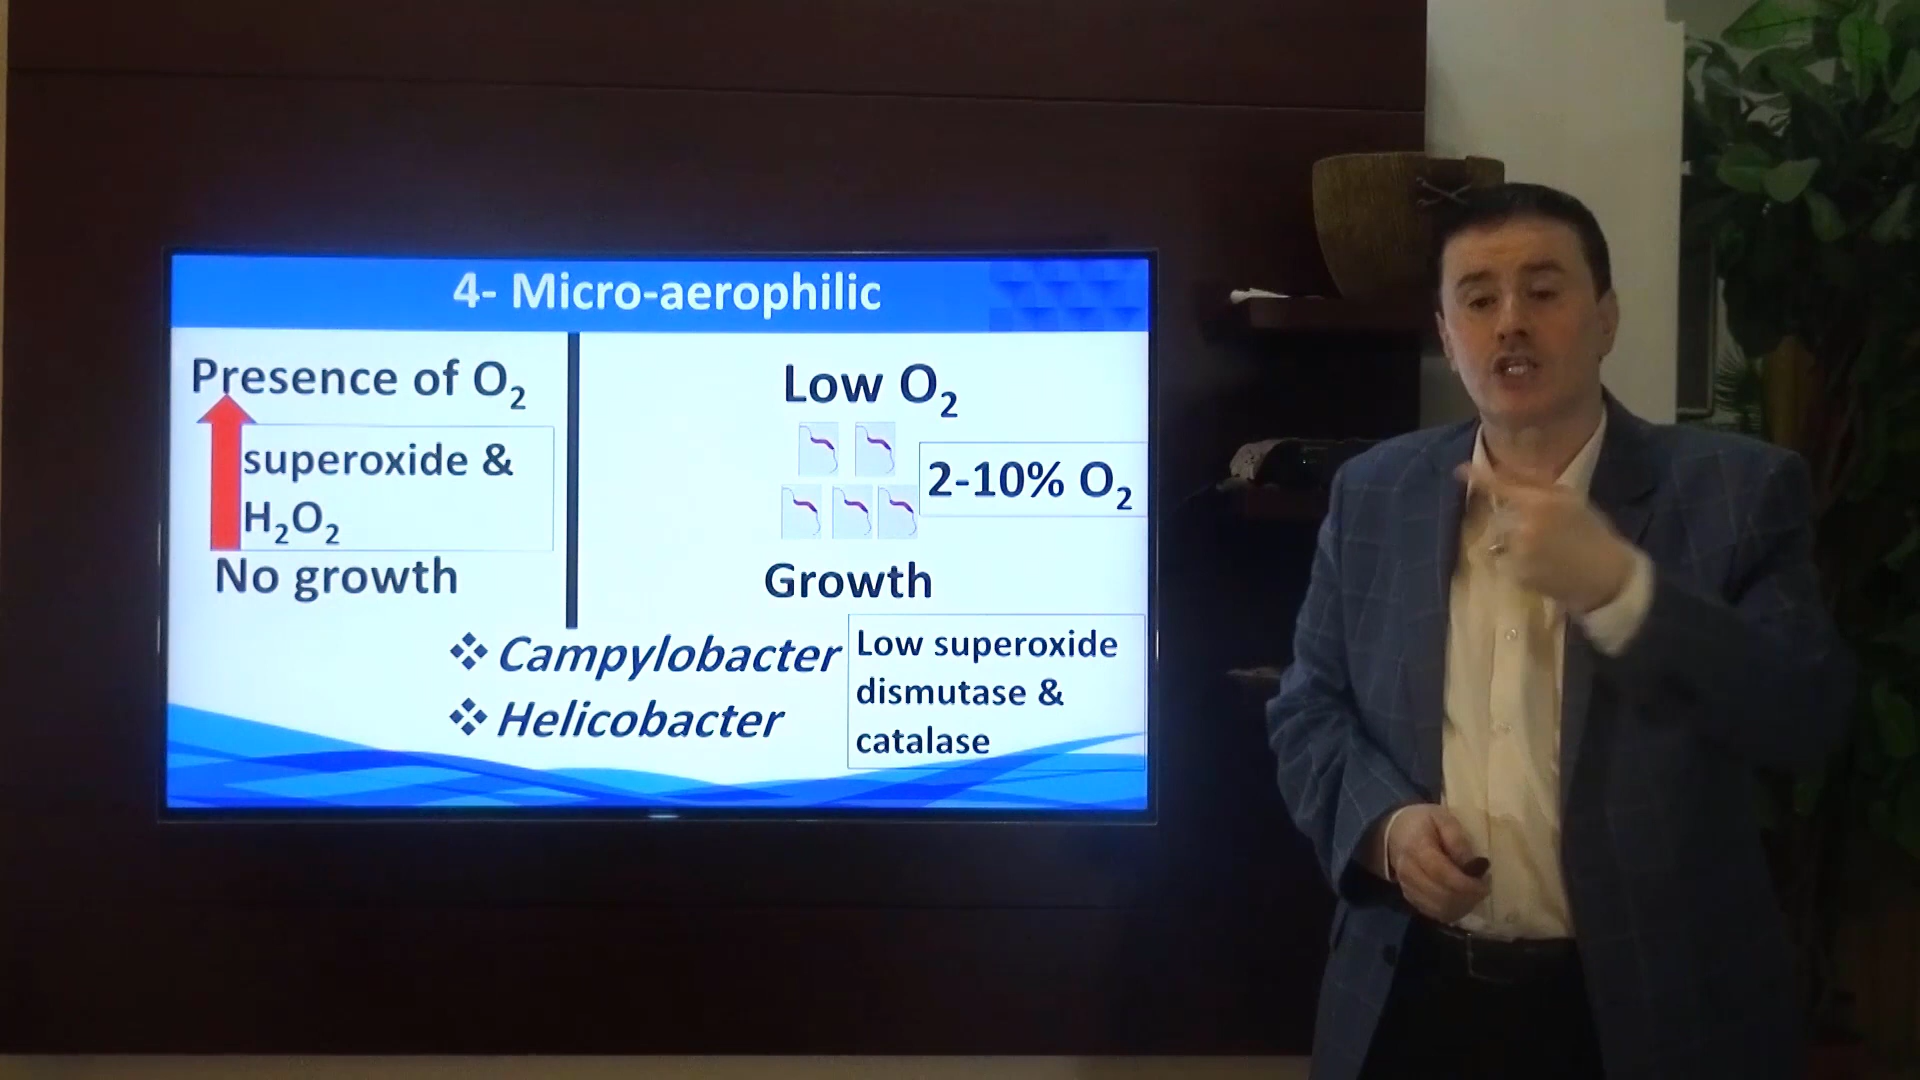 4- Micro-aerophilic
Presence of O₂
superoxide &
H₂O₂
No growth
Low O₂
2-10% O₂
Growth
❖ Campylobacter
❖ Helicobacter
Low superoxide
dismutase &
catalase